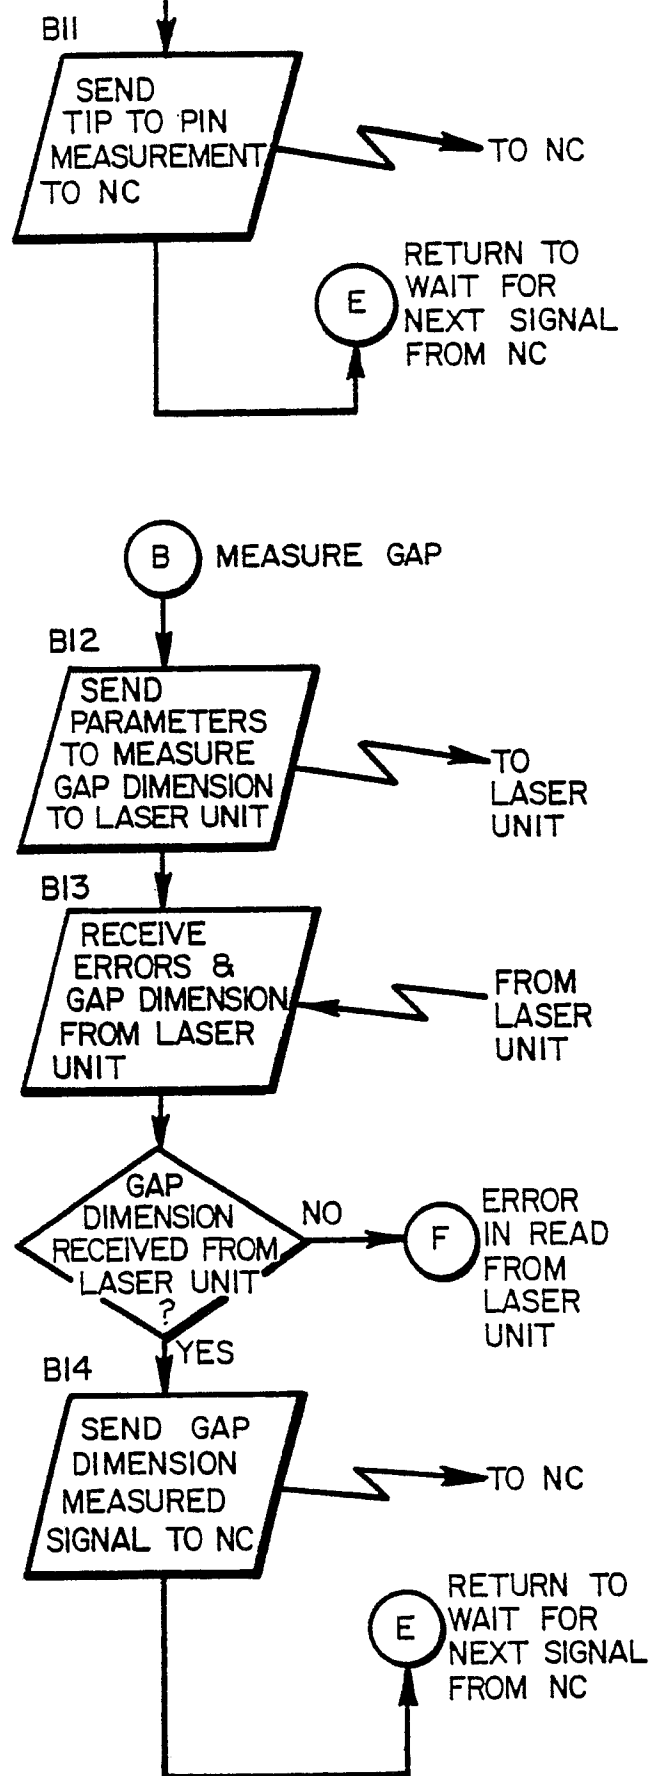 B11
SEND
TIP TO PIN
MEASUREMENT
TO NC
TO NC
E
RETURN TO
WAIT FOR
NEXT SIGNAL
FROM NC
B
MEASURE GAP
B12
SEND
PARAMETERS
TO MEASURE
GAP DIMENSION
TO LASER UNIT
TO
LASER
UNIT
B13
RECEIVE
ERRORS &
GAP DIMENSION
FROM LASER
UNIT
FROM
LASER
UNIT
GAP
DIMENSION
RECEIVED FROM
LASER UNIT
?
NO
F
ERROR
IN READ
FROM
LASER
UNIT
YES
B14
SEND GAP
DIMENSION
MEASURED
SIGNAL TO NC
TO NC
E
RETURN TO
WAIT FOR
NEXT SIGNAL
FROM NC